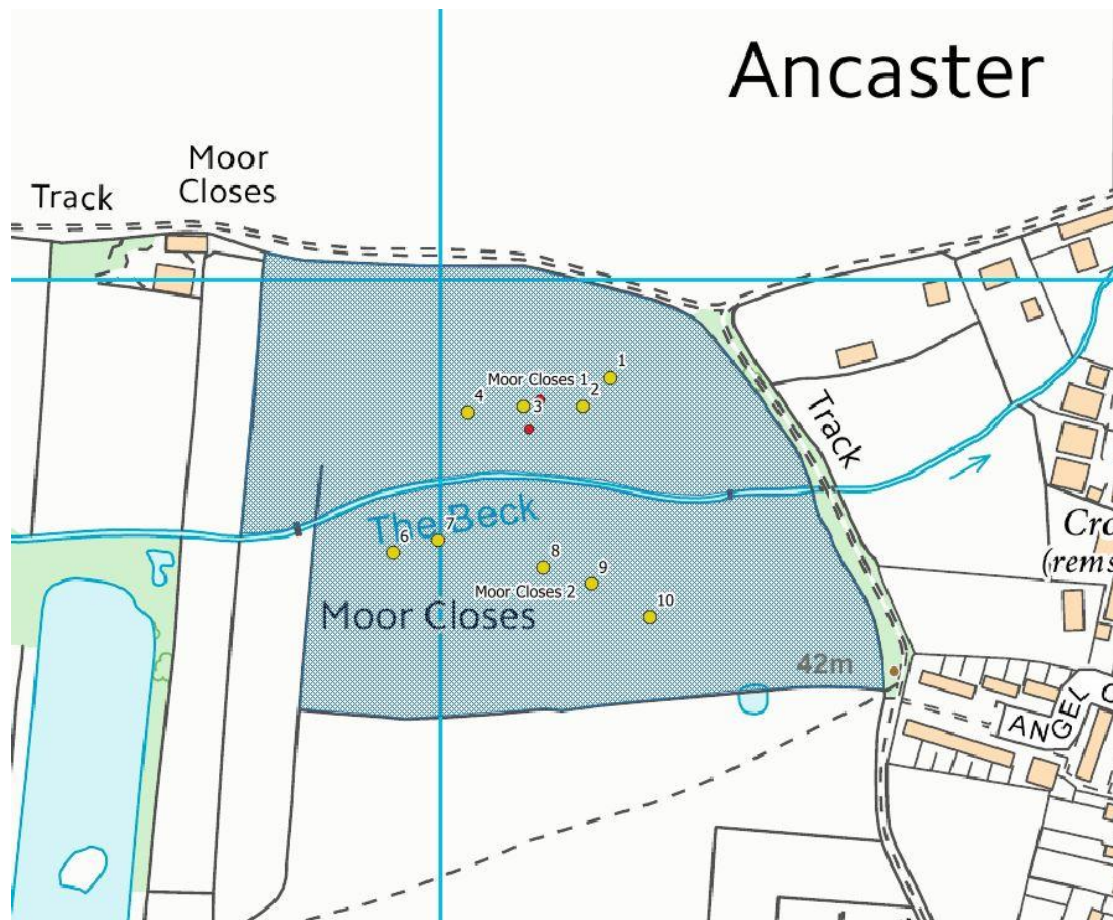 Ancaster
Moor
Closes
Track
1
Moor Closes 1
2
4
3
Track
The Beck
7
6
8
9
Moor Closes 2
10
Moor Closes
Cro
(rems
42m
ANGEL
C